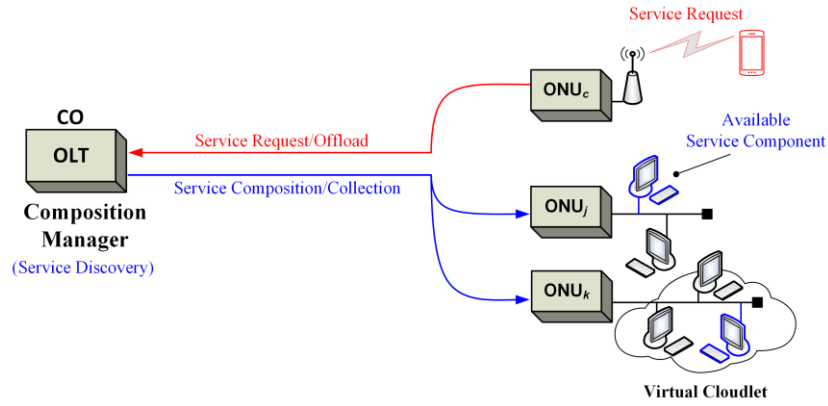 Service Request
ONUc
CO
OLT
Service Request/Offload
Available
Service Component
Service Composition/Collection
ONUj
Composition
Manager
(Service Discovery)
ONUk
Virtual Cloudlet